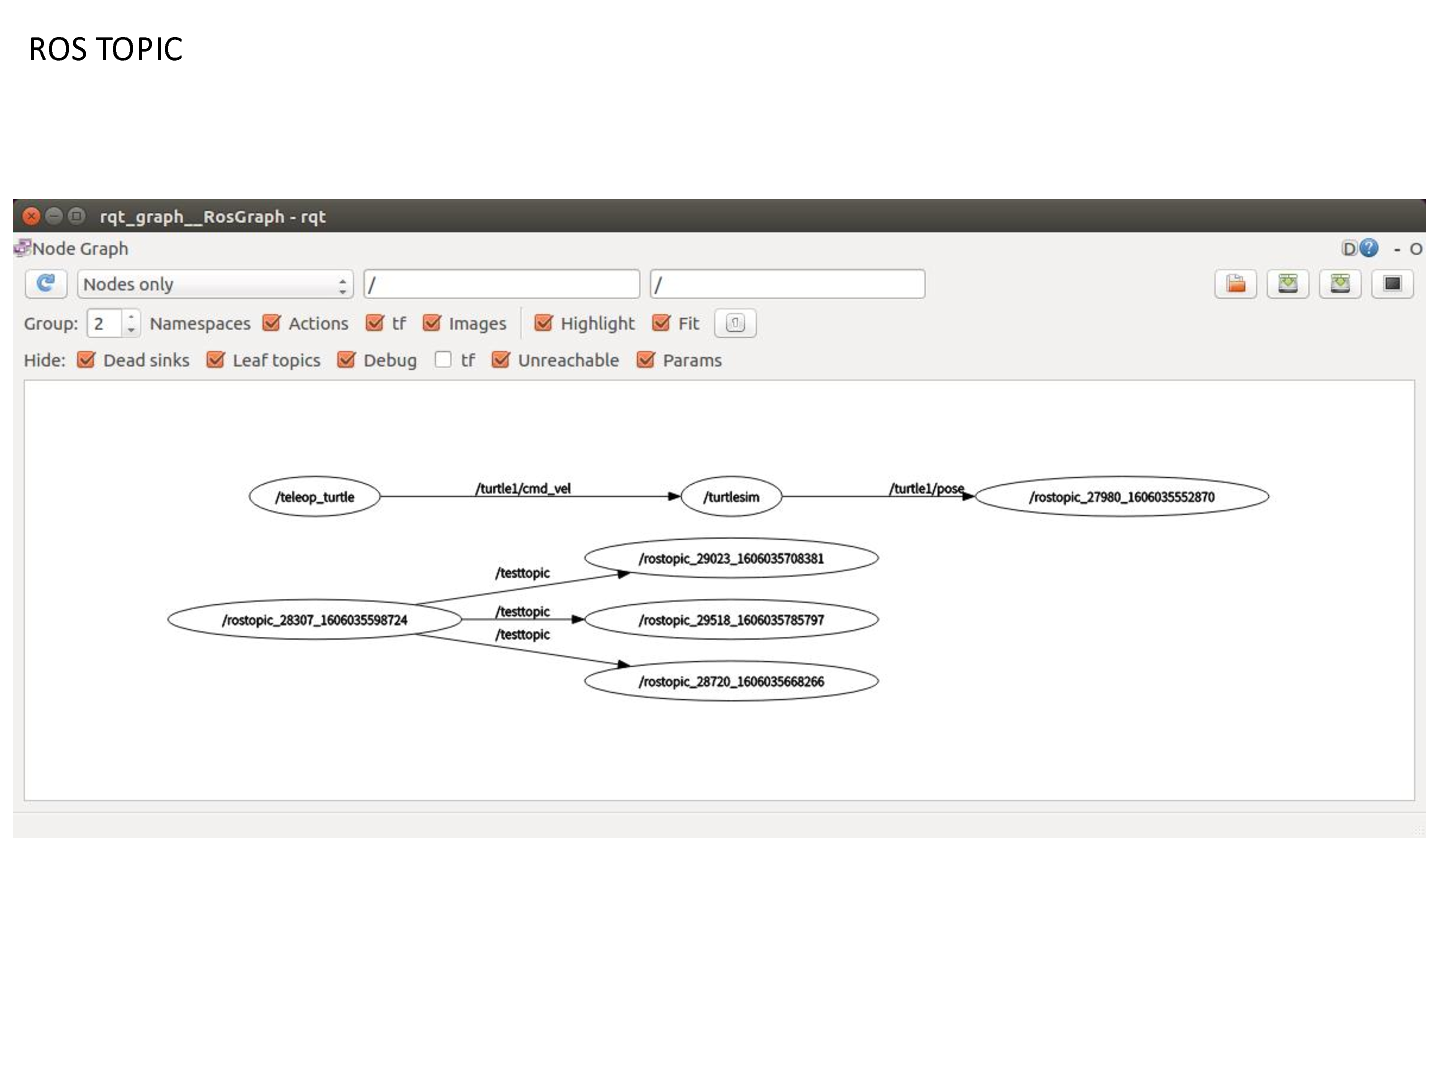 ROS TOPIC
rqt_graph__RosGraph - rqt
Node Graph D ? - O
Nodes only / /
Group: 2 Namespaces Actions tf Images Highlight Fit
Hide: Dead sinks Leaf topics Debug tf Unreachable Params
/teleop_turtle /turtle1/cmd_vel /turtlesim /turtle1/pose /rostopic_27980_1606035552870
/rostopic_29023_1606035708381
/testtopic
/rostopic_28307_1606035598724 /testtopic /rostopic_29518_1606035785797
/testtopic
/rostopic_28720_1606035668266